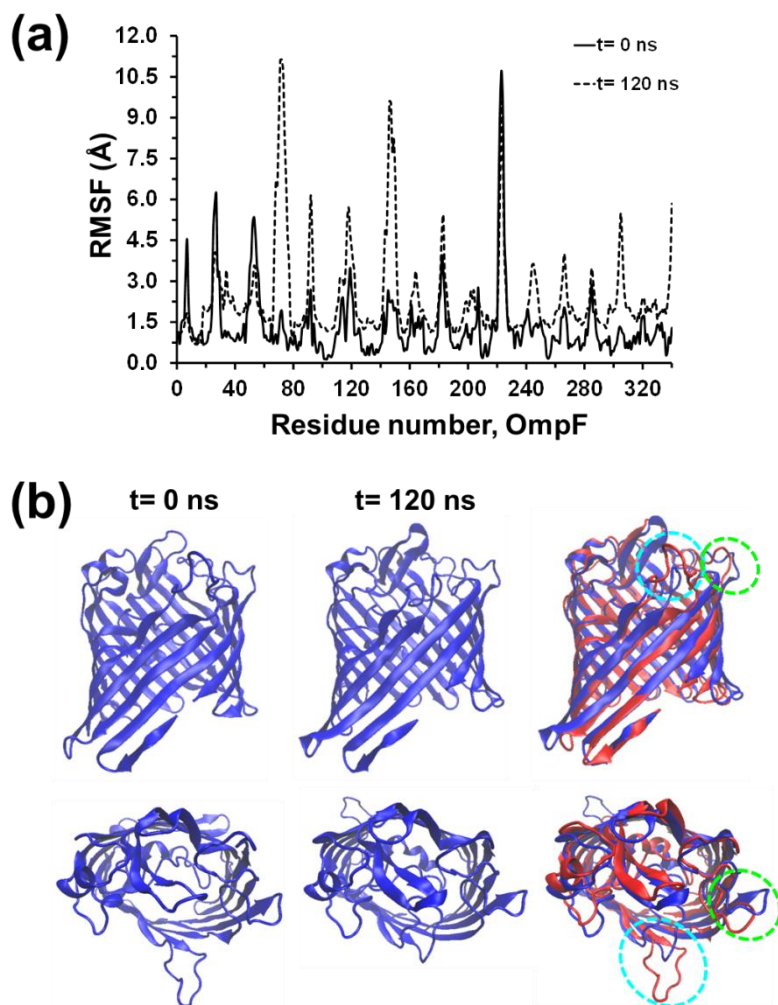 (a)
12.0
10.5
9.0
7.5
6.0
4.5
3.0
1.5
0.0
RMSF (Å)
t= 0 ns
t= 120 ns
0 40 80 120 160 200 240 280 320
Residue number, OmpF
(b)
t= 0 ns t= 120 ns